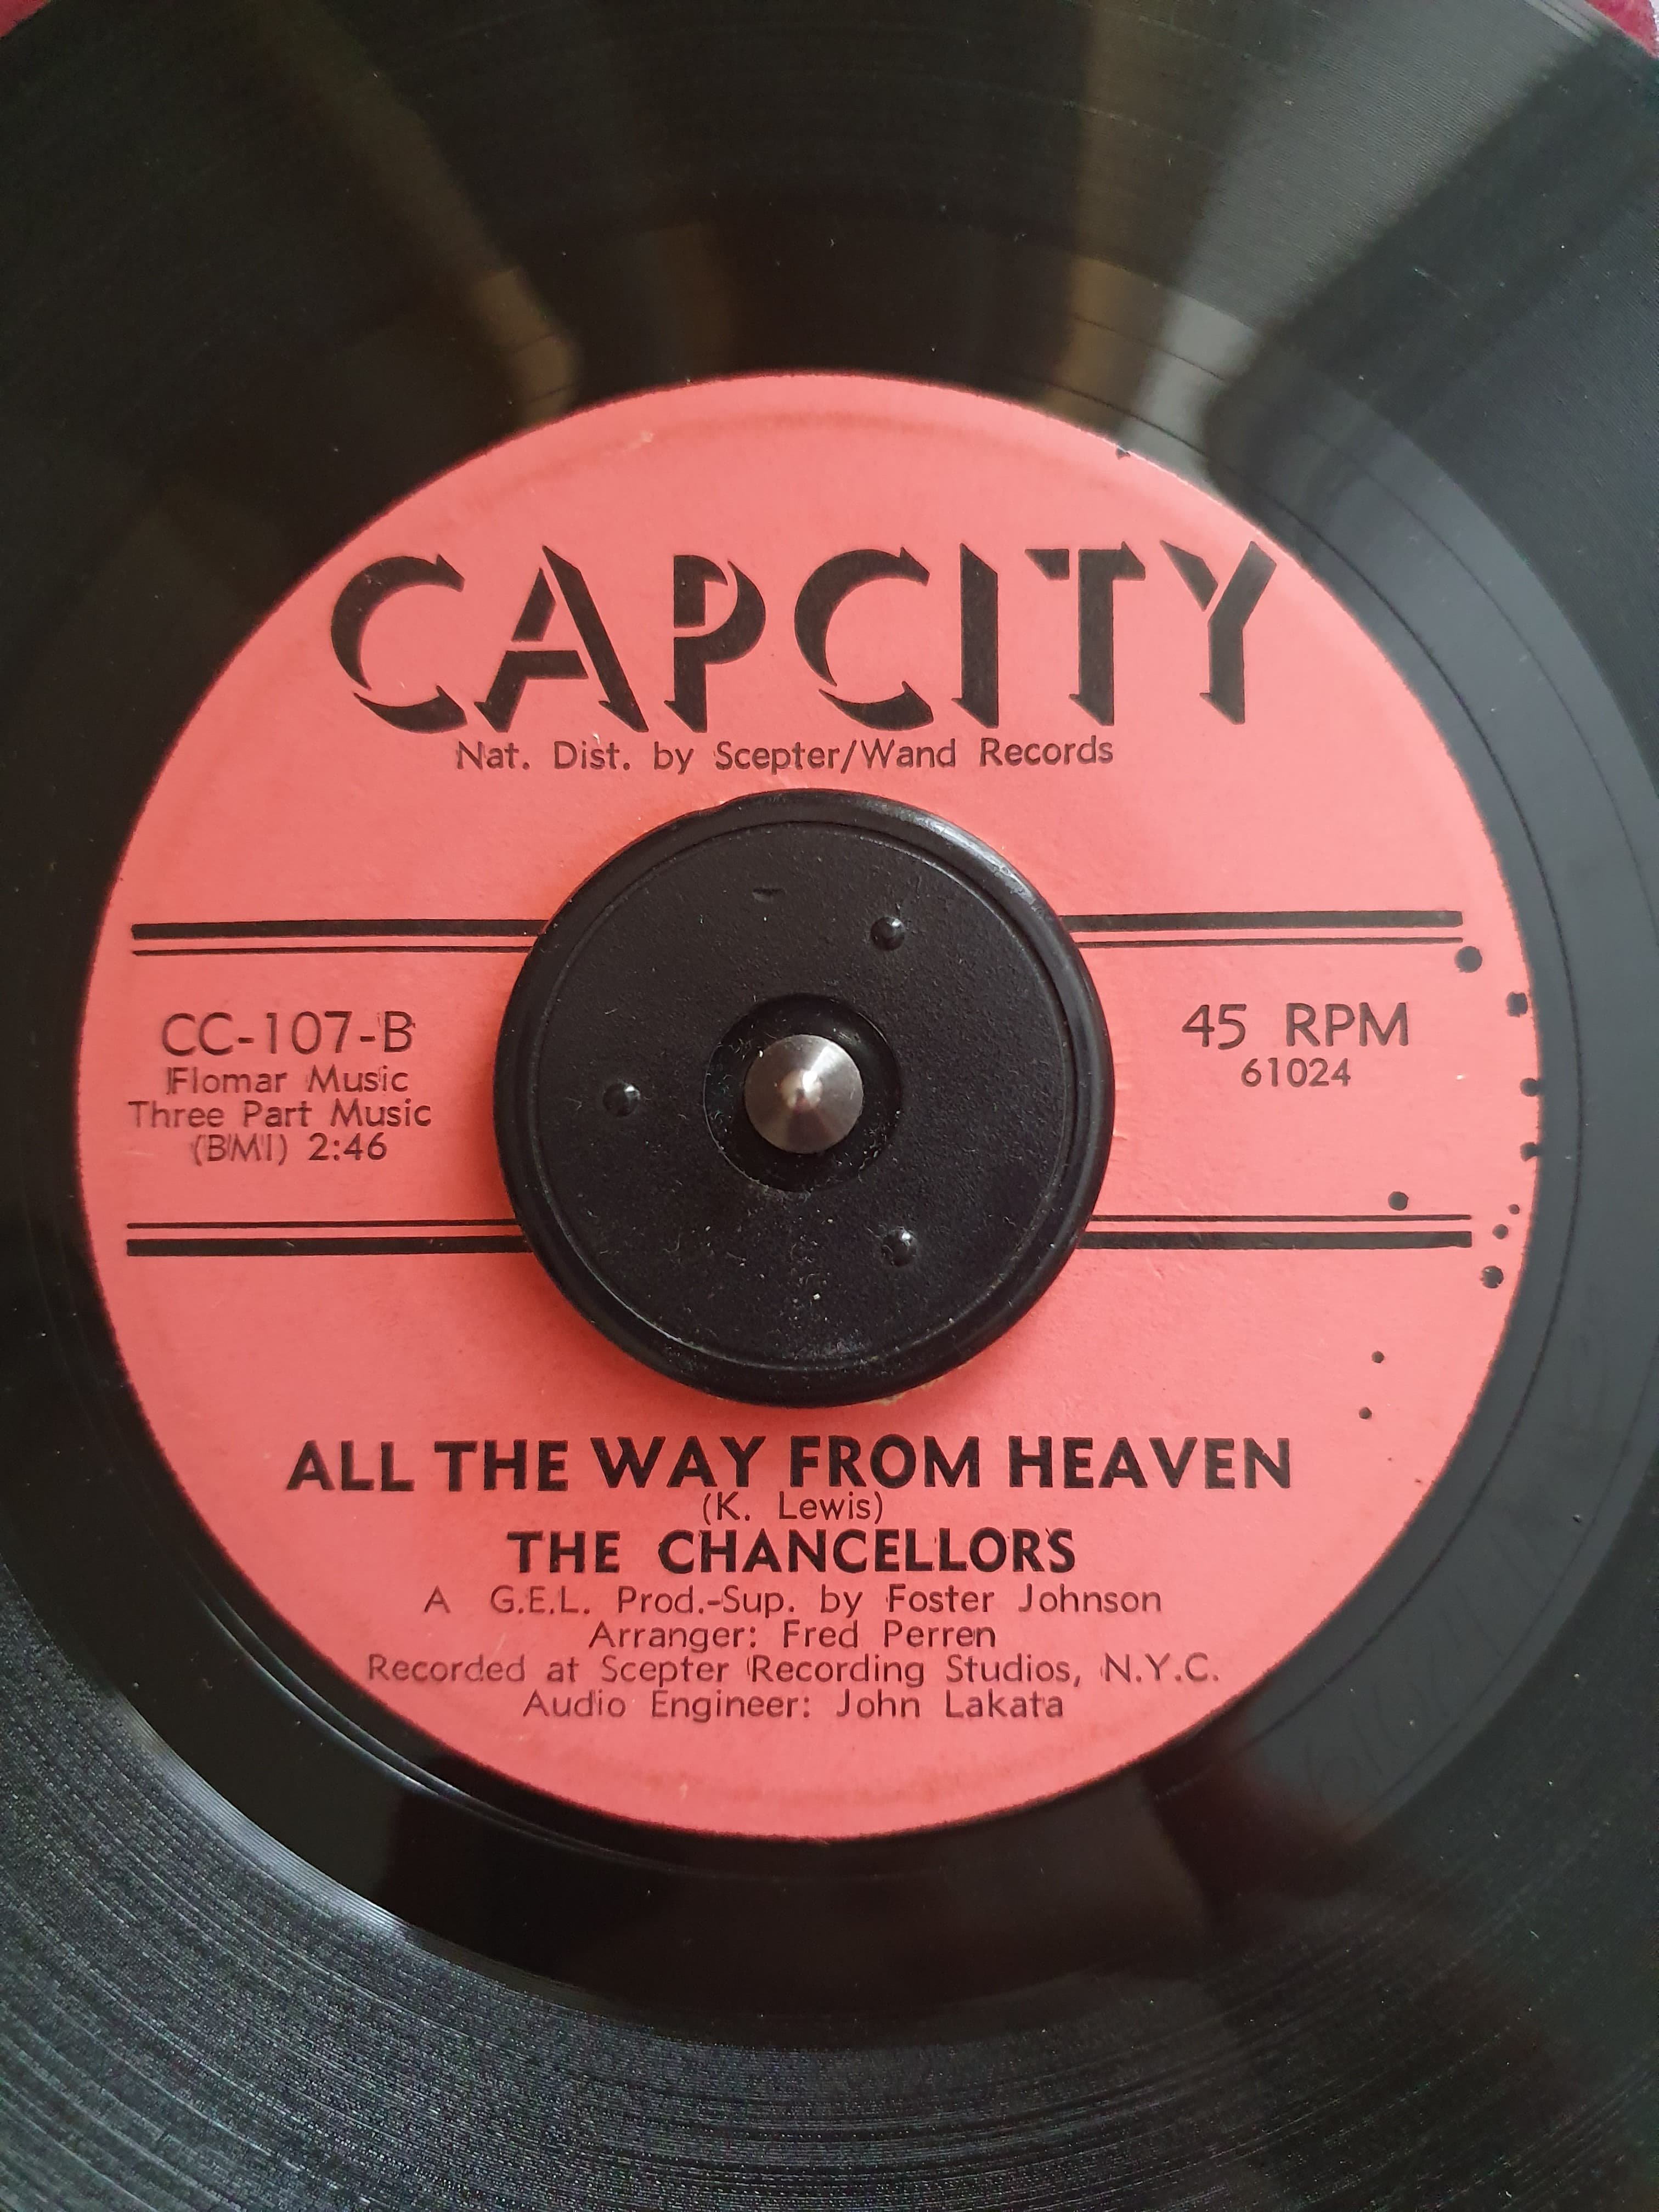 CAPCITY
Nat. Dist. by Scepter/Wand Records
CC-107-B
Flomar Music
Three Part Music
(BMI) 2:46
45 RPM
61024
ALL THE WAY FROM HEAVEN
(K. Lewis)
THE CHANCELLORS
A G.E.L. Prod.-Sup. by Foster Johnson
Arranger: Fred Perren
Recorded at Scepter Recording Studios, N.Y.C.
Audio Engineer: John Lakata